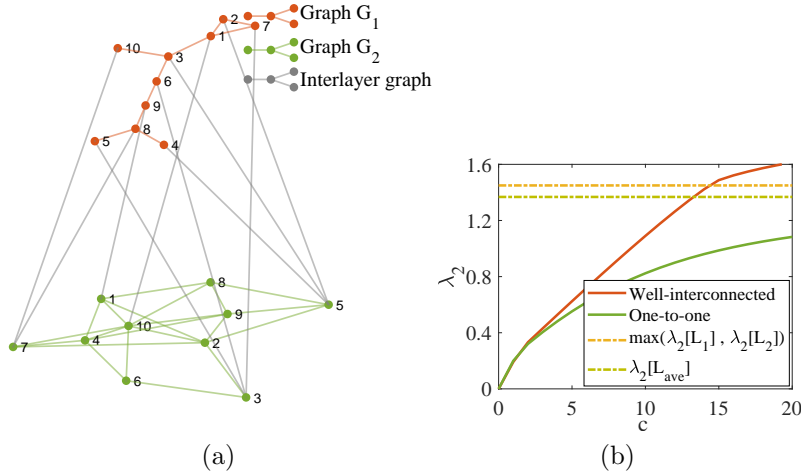 2
7
1
10
3
6
9
8
5
4
Graph G1
Graph G2
Interlayer graph
8
1
5
9
10
4
2
7
6
3
(a)
1.6
1.2
0.8
0.4
0
λ2
0 5 10 15 20
c
Well-interconnected
One-to-one
max(λ2[L1] , λ2[L2])
λ2[Lave]
(b)